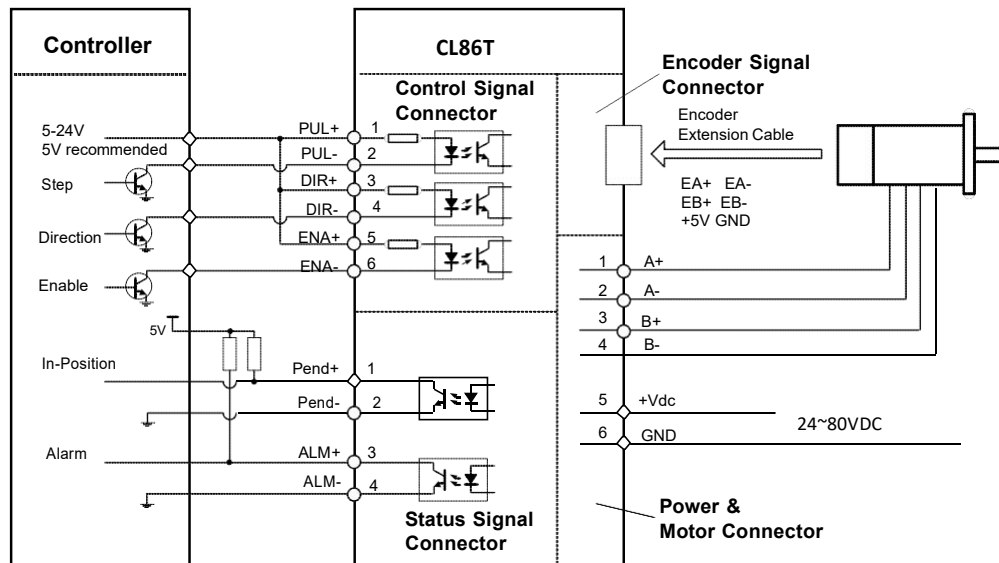 Controller
CL86T
Control Signal
Connector
Encoder Signal
Connector
Encoder
Extension Cable
EA+ EA-
EB+ EB-
+5V GND
5-24V
5V recommended
Step
Direction
Enable
PUL+ 1
PUL- 2
DIR+ 3
DIR- 4
ENA+ 5
ENA- 6
1 A+
2 A-
3 B+
4 B-
5 +Vdc
6 GND
24~80VDC
5V
In-Position
Alarm
Pend+ 1
Pend- 2
ALM+ 3
ALM- 4
Status Signal
Connector
Power &
Motor Connector